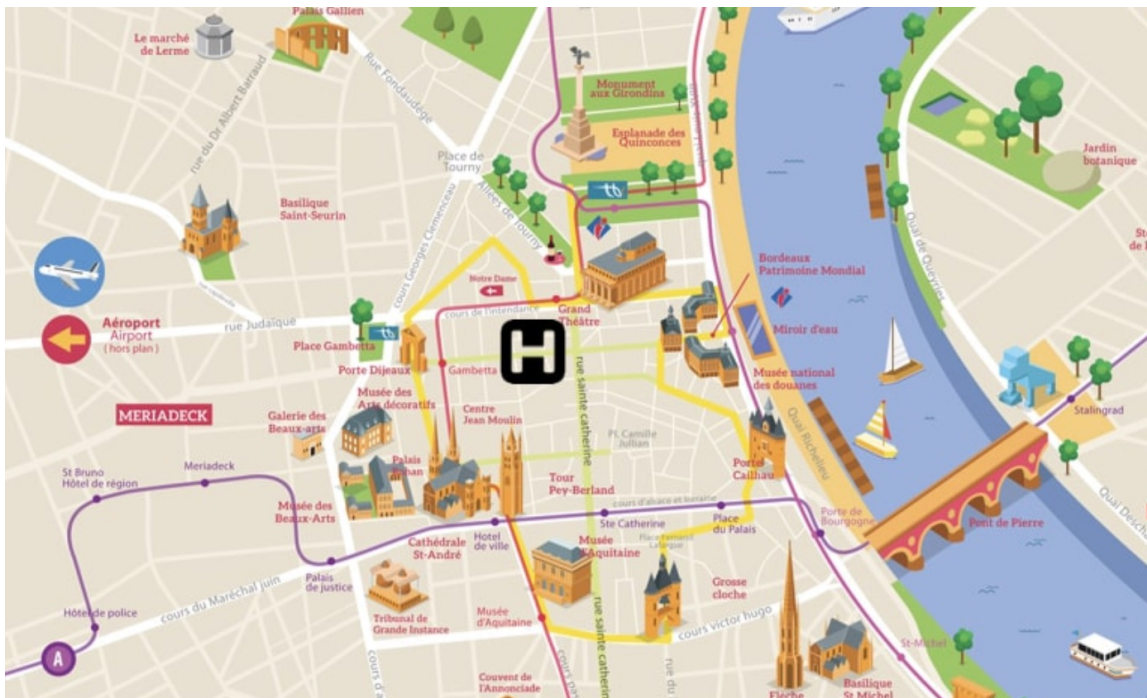 Palais Gallien
Le marché
de Lerme
rue du Dr Albert Barraud
Rue Fondaudège
Monument
aux Girondins
Esplanade des
Quinconces
Place de
Tourny
Allées de Tourny
Jardin
botanique
Basilique
Saint-Seurin
cours Georges Clemenceau
Quai de Queyries
Bordeaux
Patrimoine Mondial
Notre Dame
Aéroport
Airport
( hors plan )
rue Judaïque
cours de l'intendance
Grand
Théâtre
Miroir d'eau
Place Gambetta
Porte Dijeaux
Gambetta
H
rue sainte catherine
Musée national
des douanes
MERIADECK
Musée des
Arts décoratifs
Galerie des
Beaux-arts
Centre
Jean Moulin
Pl. Camille
Jullian
Quai Richelieu
Stalingrad
St Bruno
Hôtel de région
Meriadeck
Palais
Tour
Pey-Berland
Porte
Cailhau
Musée des
Beaux-Arts
cours d'alsace et lorraine
Ste Catherine
Place
du Palais
Porte de
Bourgogne
Pont de Pierre
Cathédrale
St-André
Hotel
de ville
Musée
d'Aquitaine
Palais
de justice
Grosse
cloche
cours du Maréchal juin
Hôtel de police
Tribunal de
Grande Instance
Musée
d'Aquitaine
rue sainte catherine
cours victor hugo
St-Michel
A
Couvent de
l'Annonciade
rue du
Flèche
Basilique
St Michel